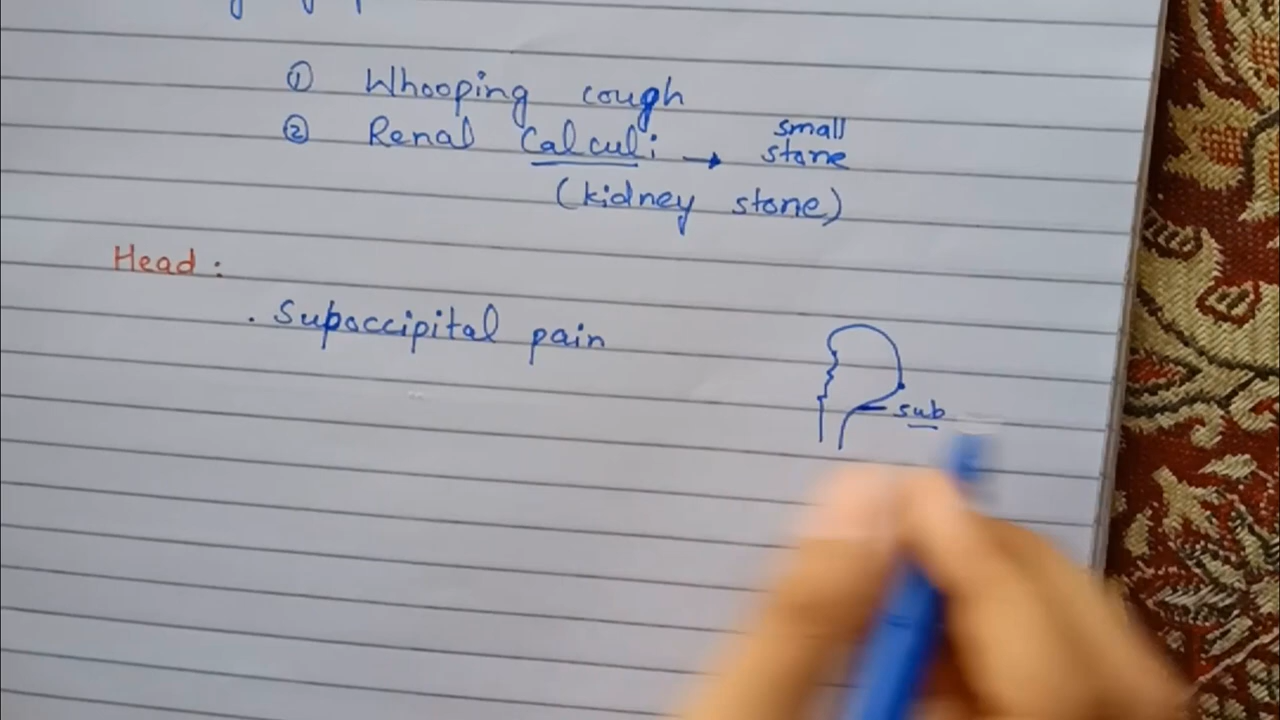 ① Whooping cough
② Renal Calculi → small stone
(kidney stone)
Head :
. Suboccipital pain
sub